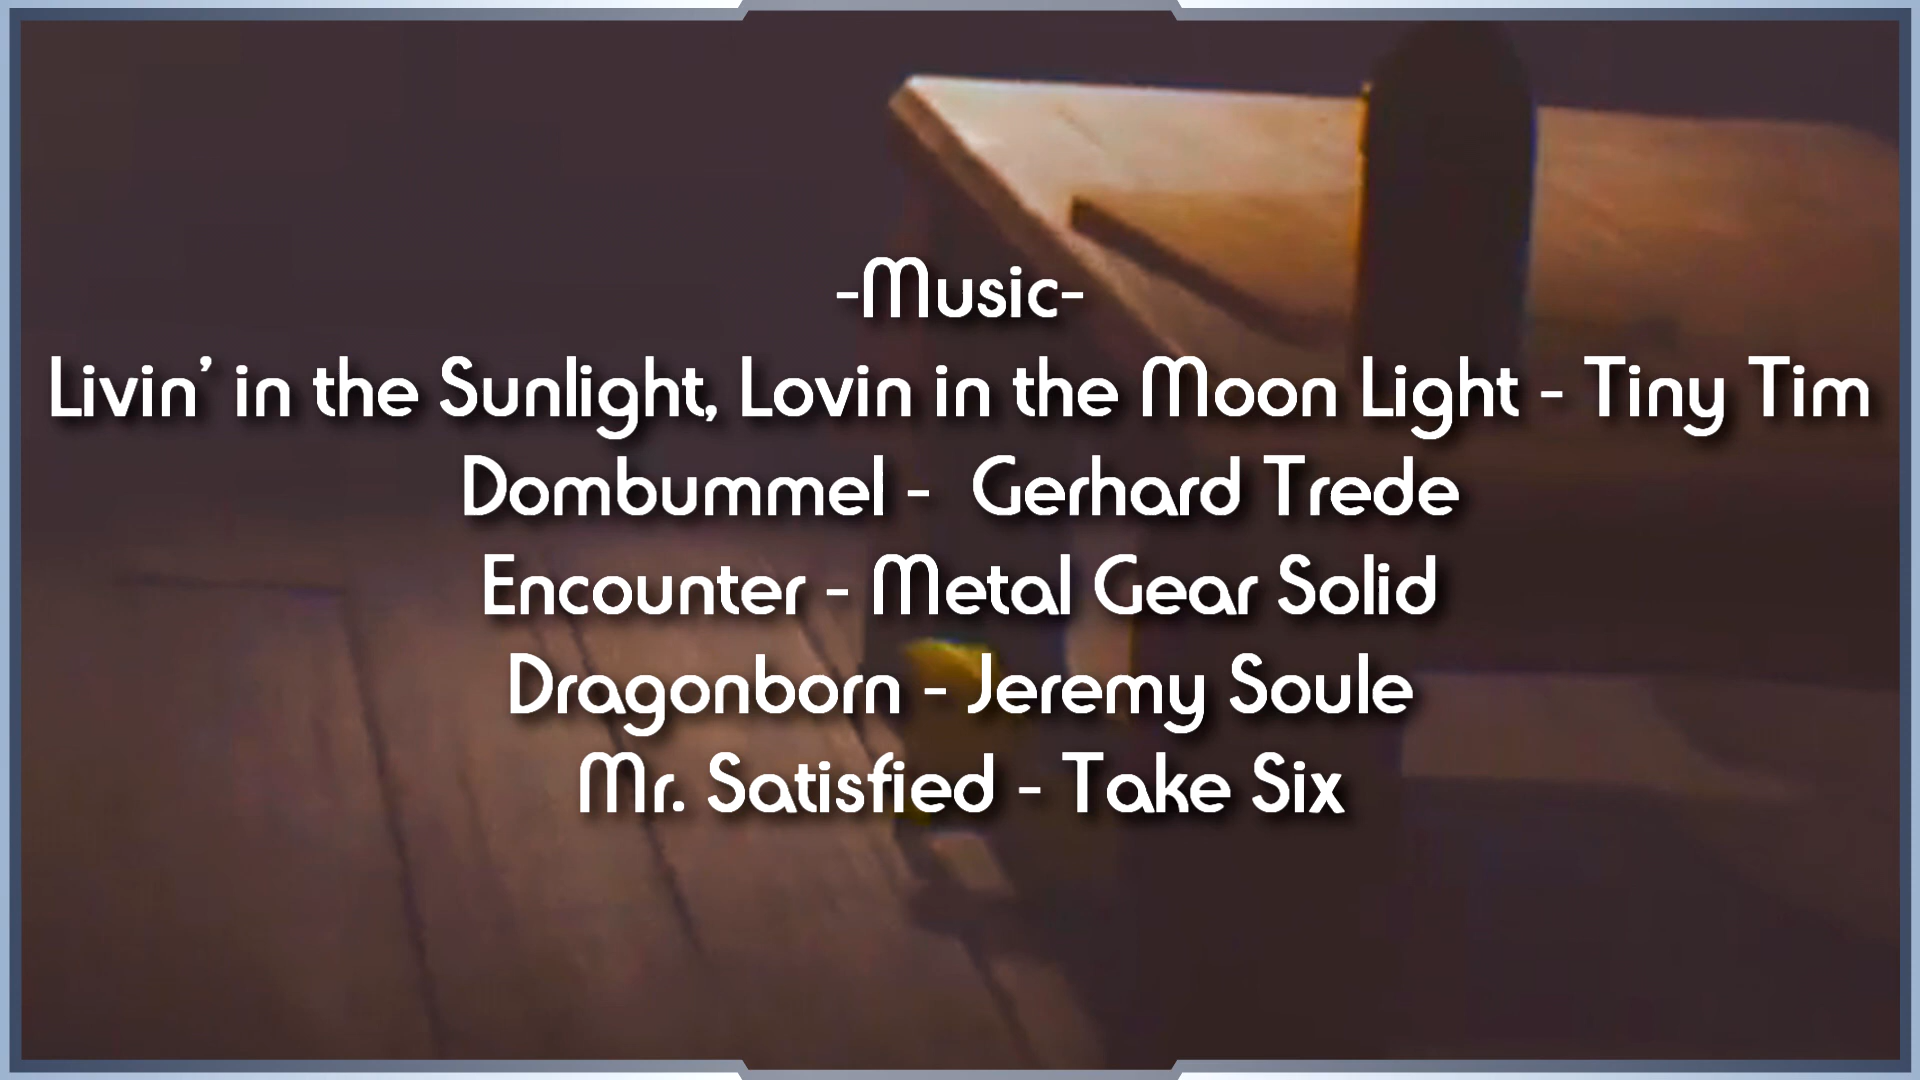 -Music-
Livin’ in the Sunlight, Lovin in the Moon Light - Tiny Tim
Dombummel -  Gerhard Trede
Encounter - Metal Gear Solid
Dragonborn - Jeremy Soule
Mr. Satisfied - Take Six